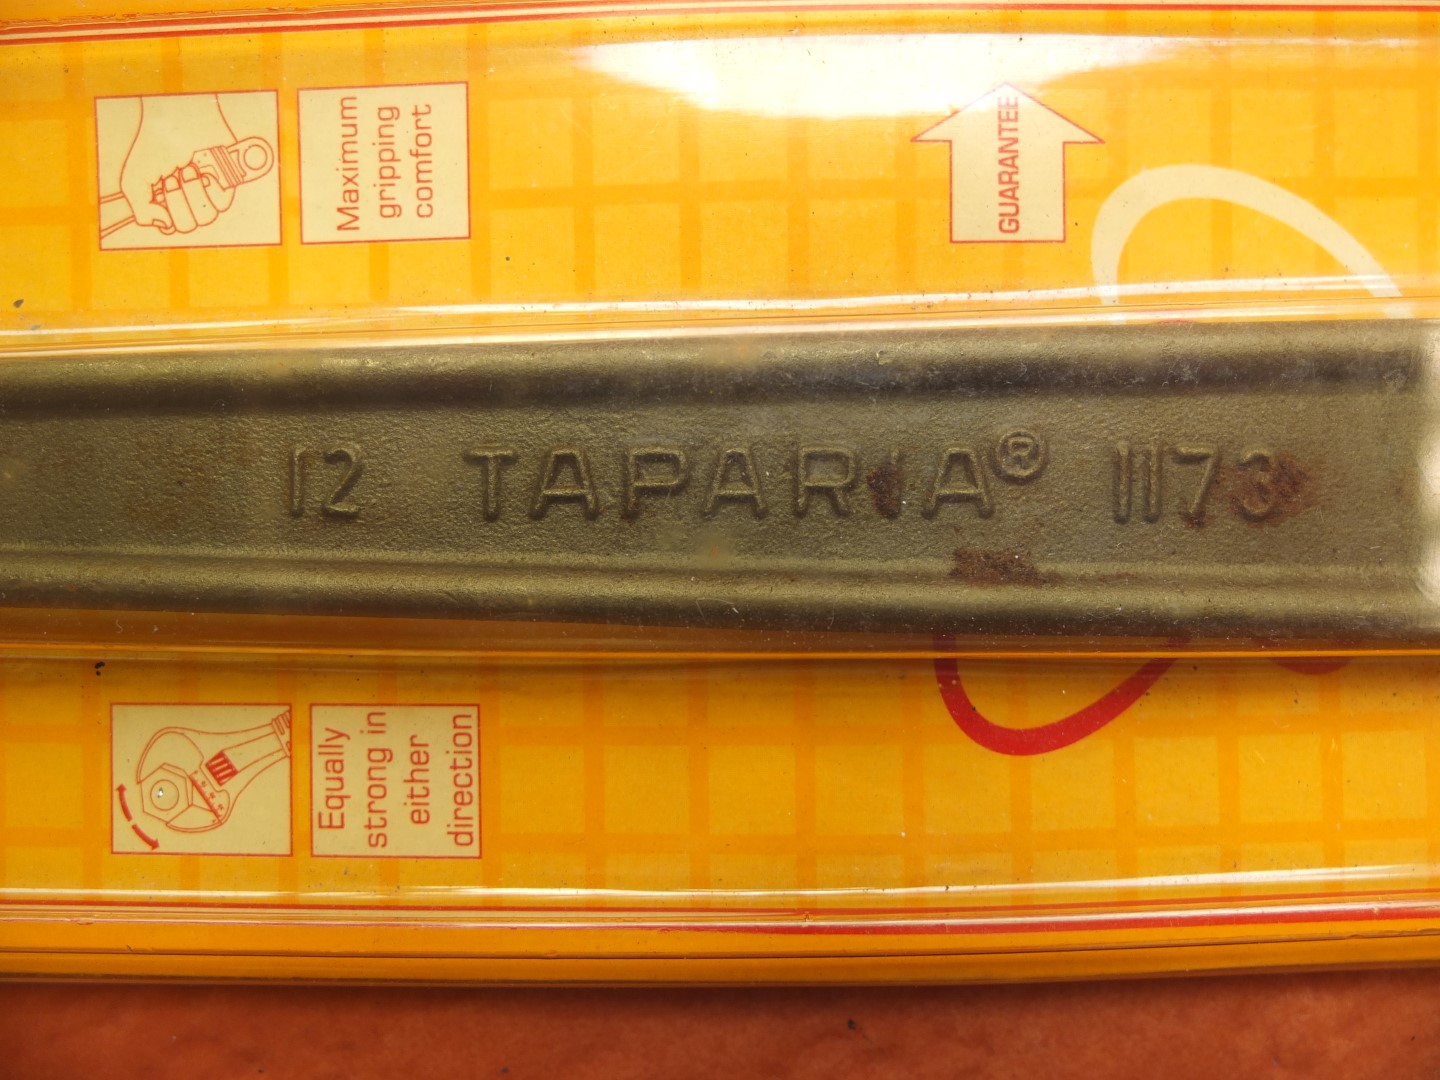 Maximum
gripping
comfort
GUARANTEE
12 TAPARIA® 1173
Equally
strong in
either
direction